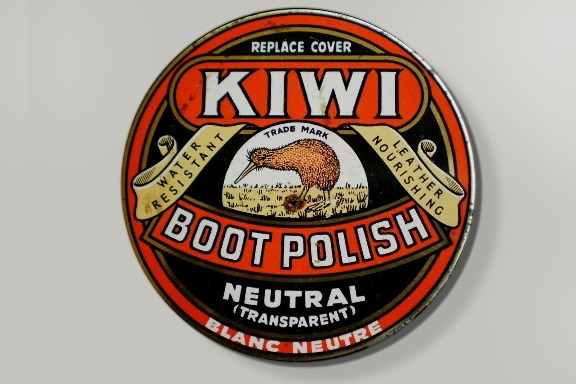 REPLACE COVER
KIWI
TRADE MARK
WATER
RESISTANT
LEATHER
NOURISHING
BOOT POLISH
NEUTRAL
(TRANSPARENT)
BLANC NEUTRE